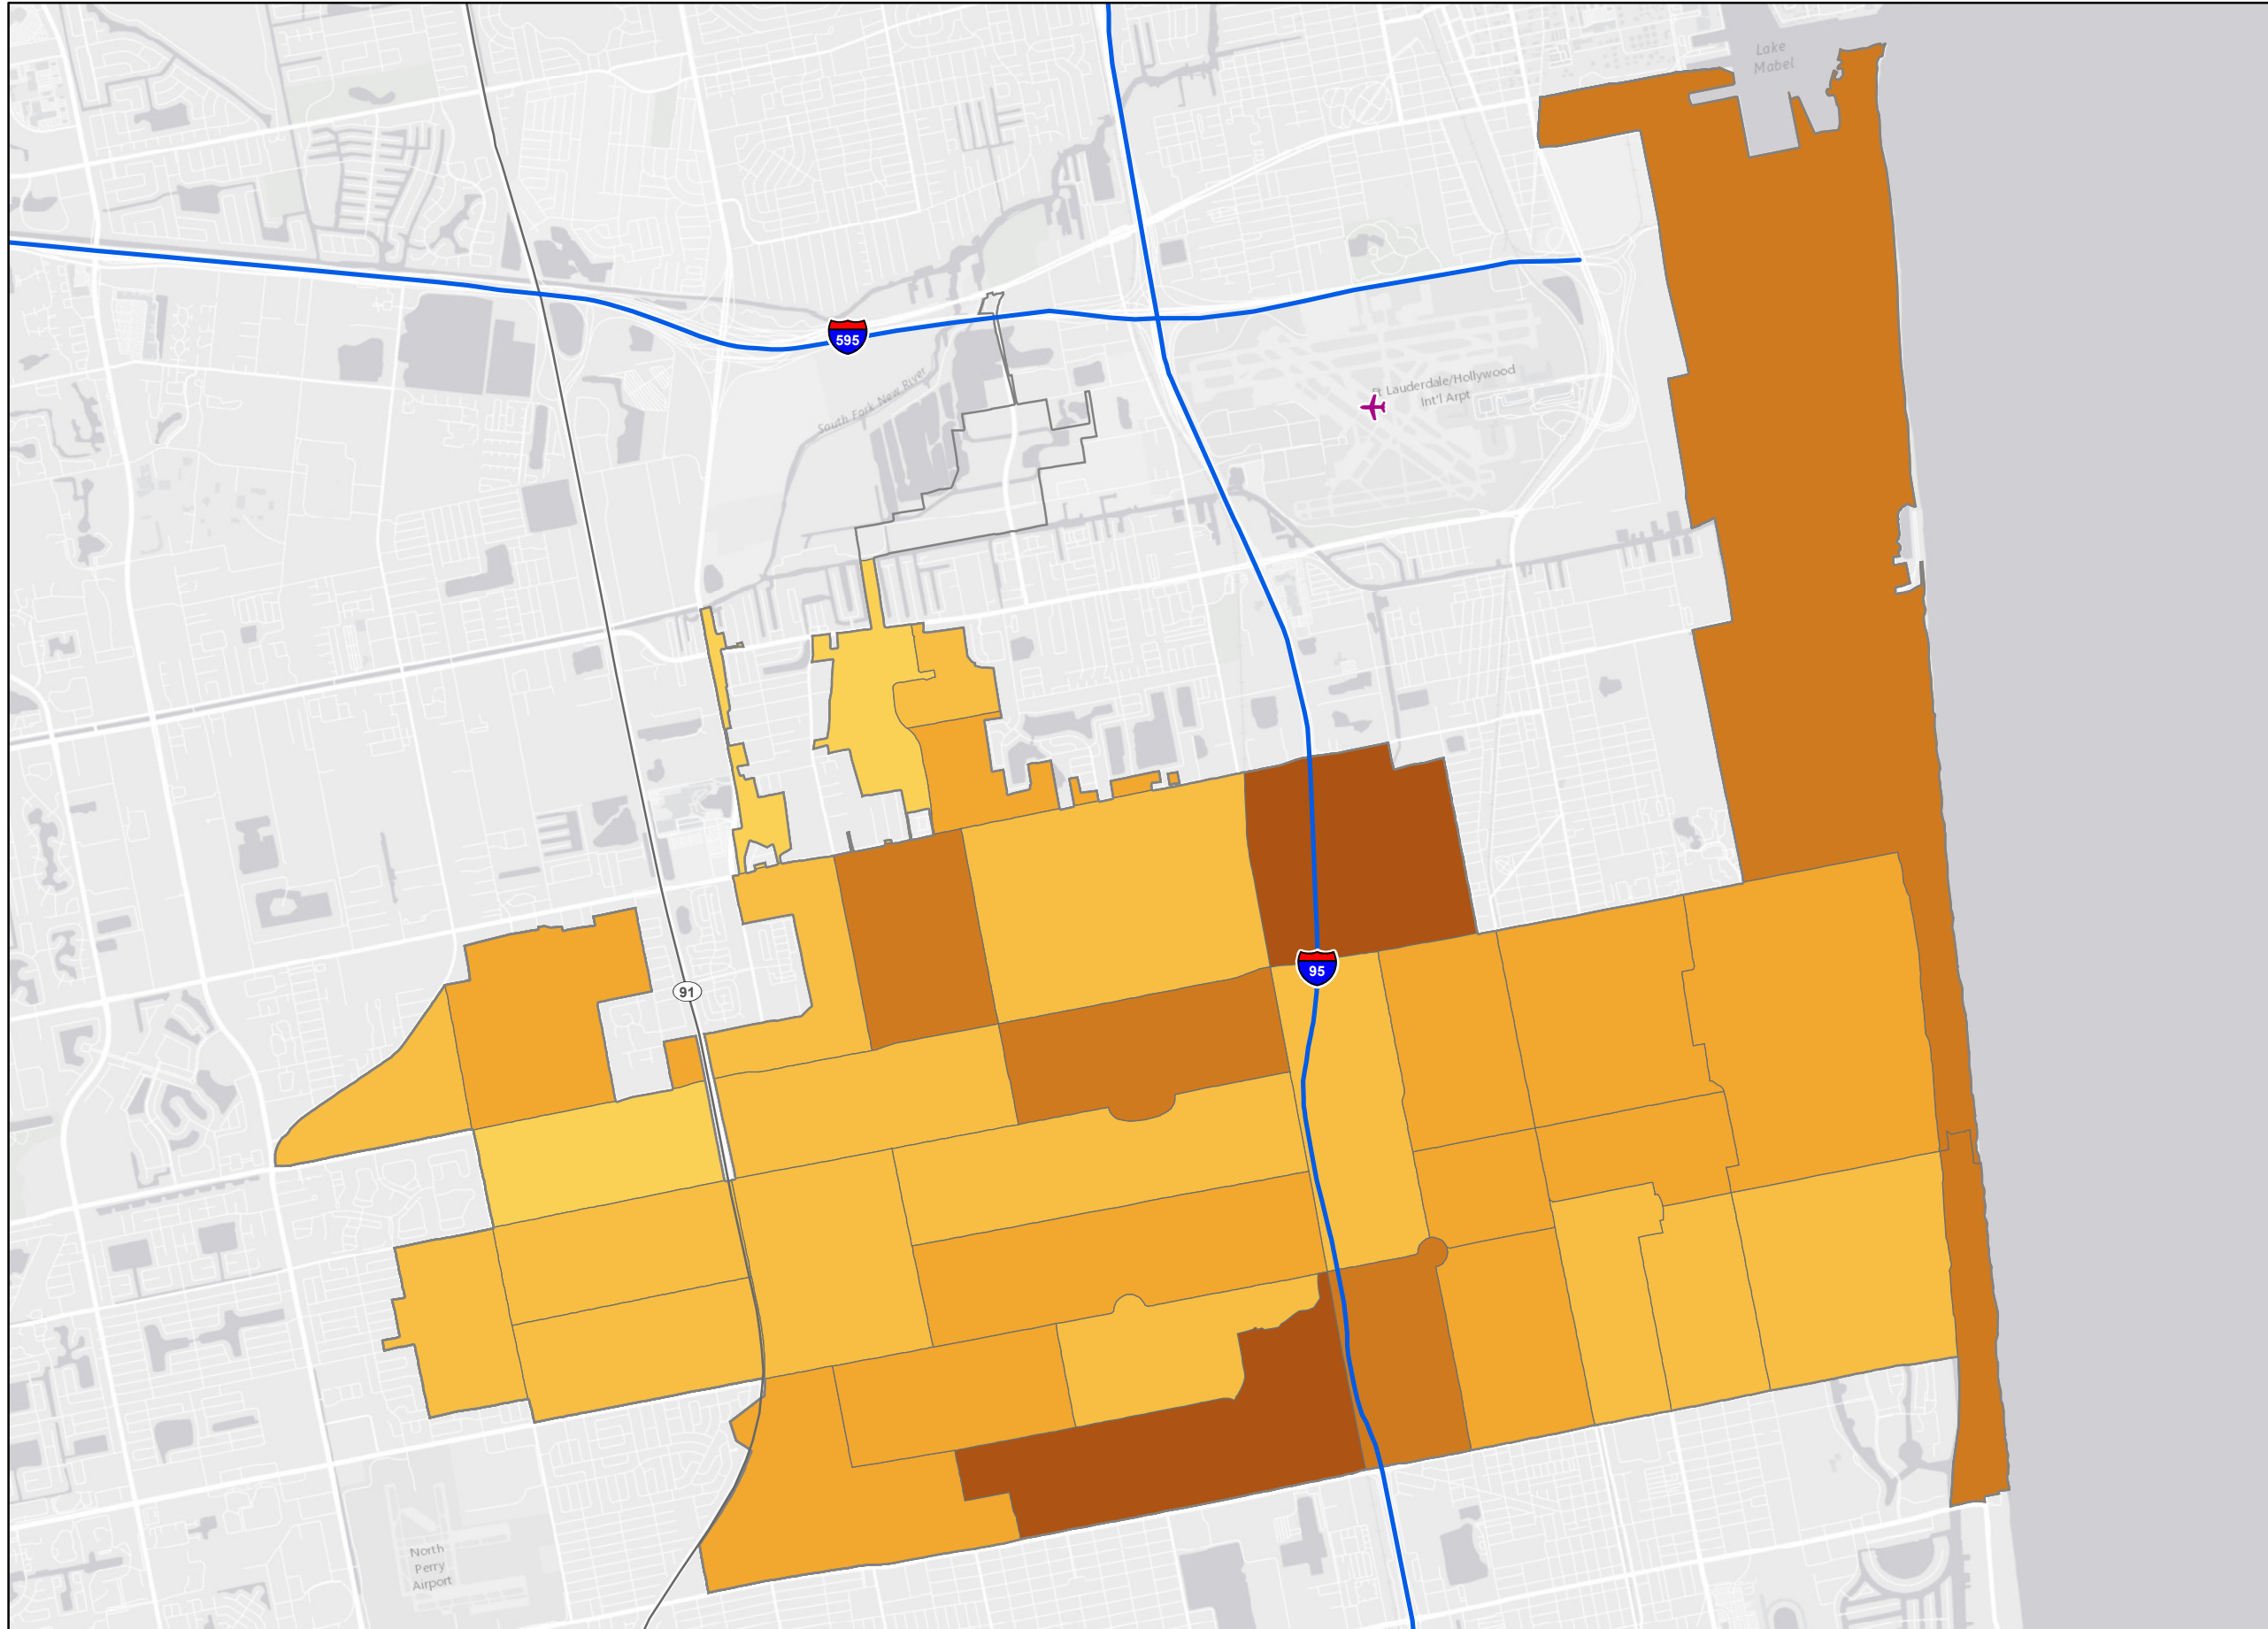 Lake
Mabel
595
South Fork New River
Ft Lauderdale/Hollywood
Int'l Arpt
95
91
North
Perry
Airport